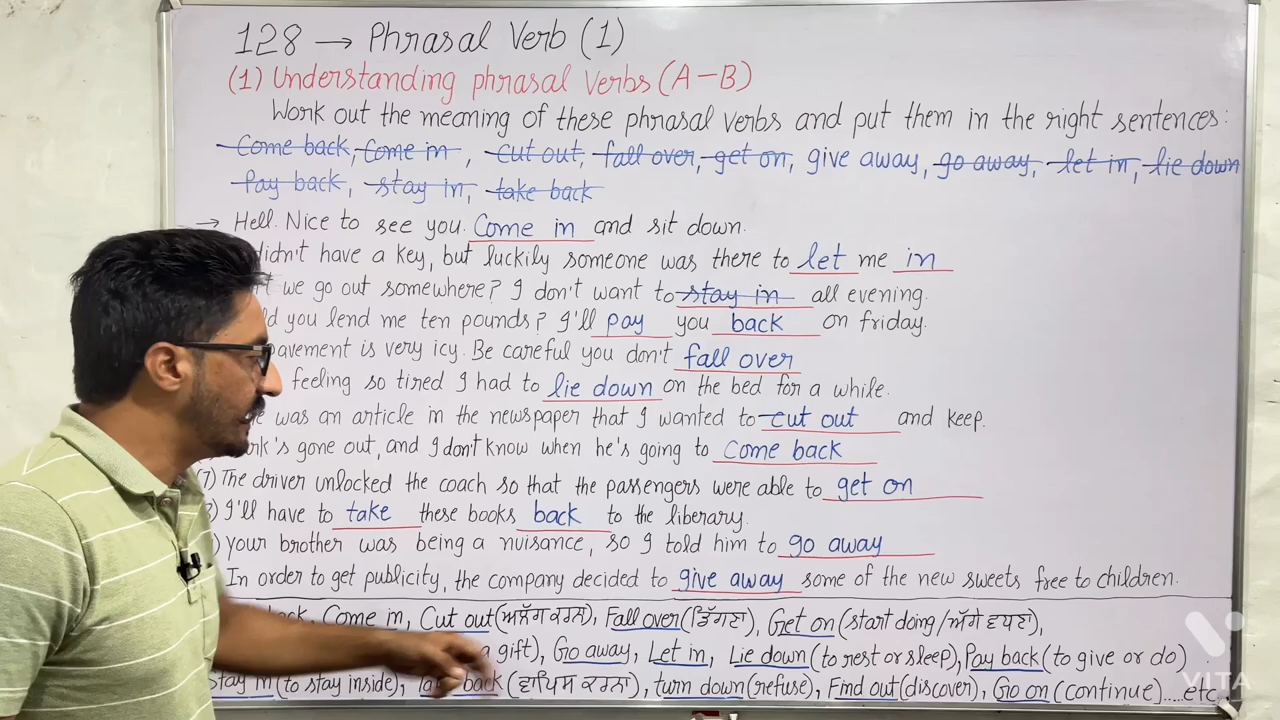 128 → Phrasal Verb (1)
(1) Understanding phrasal Verbs (A-B)
Work out the meaning of these phrasal verbs and put them in the right sentences:
Come back, Come in, cut out, fall over, get on, give away, go away, let in, lie down
Pay back, stay in, take back
→ Hell. Nice to see you. Come in and sit down.
didn't have a key, but luckily someone was there to let me in
we go out somewhere? I don't want to stay in all evening.
you lend me ten pounds? I'll pay you back on friday.
pavement is very icy. Be careful you don't fall over
feeling so tired I had to lie down on the bed for a while.
was an article in the newspaper that I wanted to cut out and keep.
gone out, and I don't know when he's going to Come back
(7) The driver unlocked the coach so that the passengers were able to get on
I'll have to take these books back to the liberary.
your brother was being a nuisance, so I told him to go away
In order to get publicity, the company decided to give away some of the new sweets free to children.
Come in, Cut out (ਅਲੱਗ ਕਰਨਾ), Fall over (ਡਿੱਗਣਾ), Get on (start doing/ਅੱਗੇ ਵਧਣਾ),
a gift), Go away, Let in, Lie down (to rest or sleep), Pay back (to give or do)
Stay in (to stay inside), Take back (ਵਾਪਿਸ ਕਰਨਾ), turn down (refuse), Find out (discover), Go on (continue)....etc.
VITA